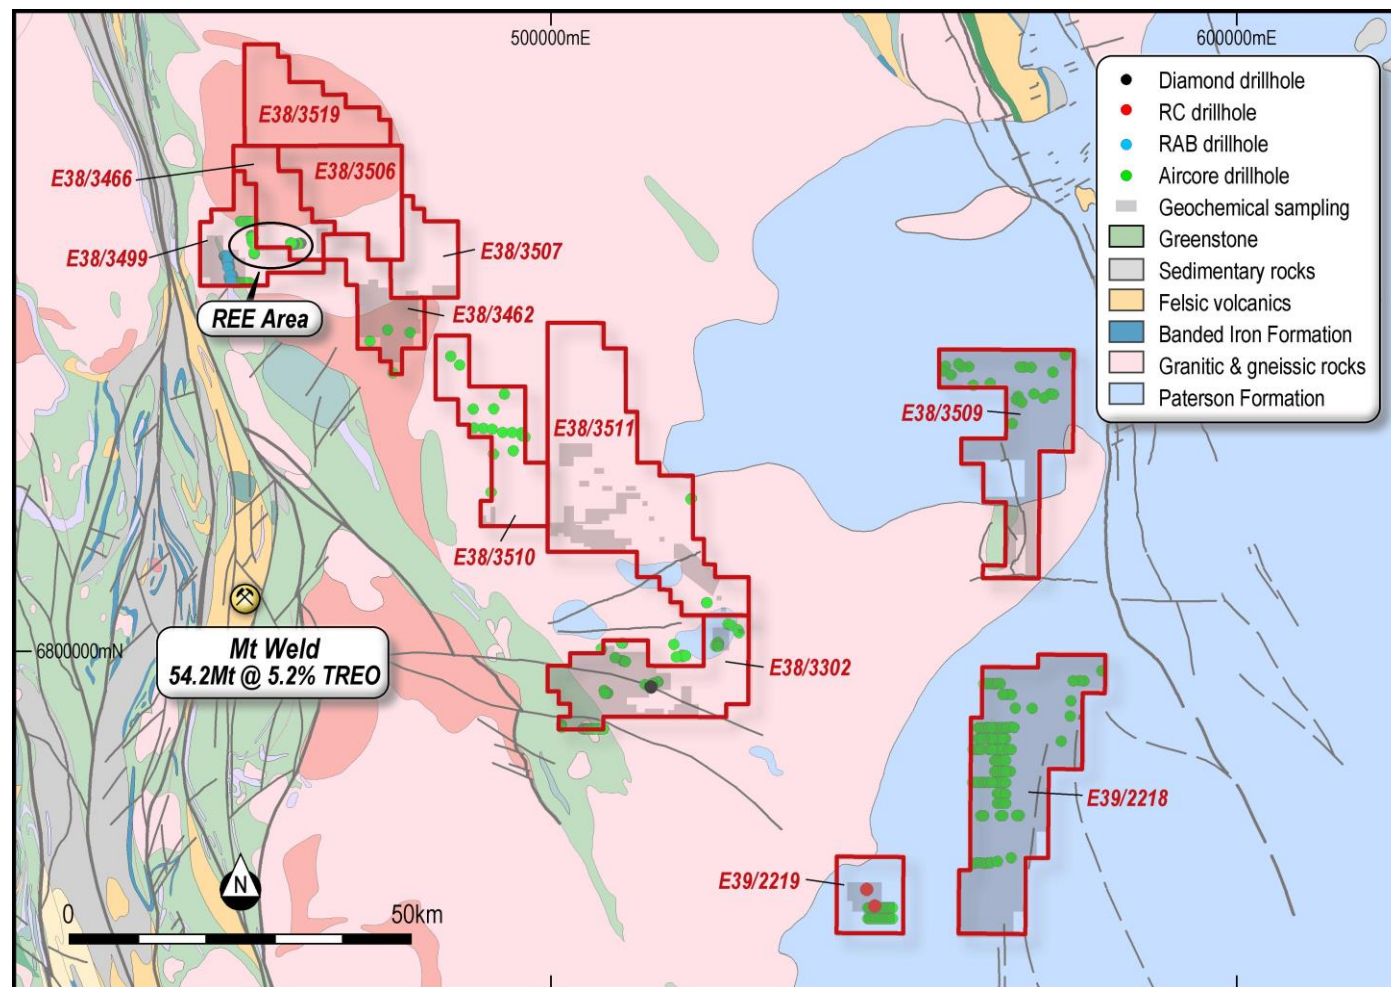 500000mE
600000mE
Diamond drillhole
RC drillhole
RAB drillhole
Aircore drillhole
Geochemical sampling
Greenstone
Sedimentary rocks
Felsic volcanics
Banded Iron Formation
Granitic & gneissic rocks
Paterson Formation
E38/3519
E38/3466
E38/3506
E38/3499
E38/3507
REE Area
E38/3462
E38/3509
E38/3511
E38/3510
6800000mN
Mt Weld
54.2Mt @ 5.2% TREO
E38/3302
E39/2218
E39/2219
N
0
50km